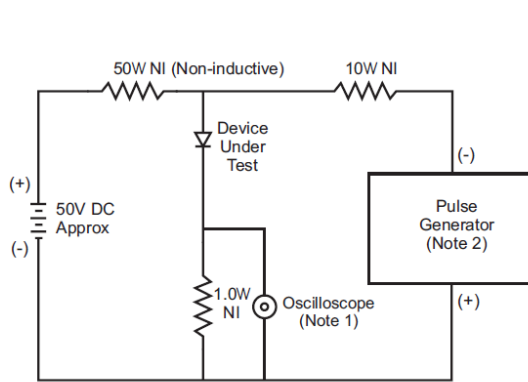 50W NI (Non-inductive)
10W NI
Device
Under
Test
(+)
50V DC
Approx
(-)
1.0W
NI
Oscilloscope
(Note 1)
(-)
Pulse
Generator
(Note 2)
(+)